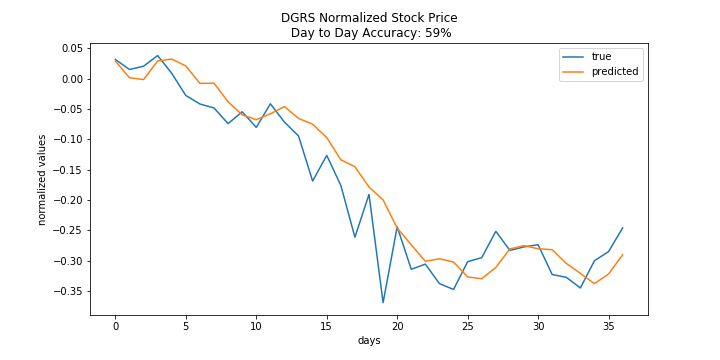 DGRS Normalized Stock Price
Day to Day Accuracy: 59%
true
predicted
normalized values
0.05
0.00
−0.05
−0.10
−0.15
−0.20
−0.25
−0.30
−0.35
0 5 10 15 20 25 30 35
days